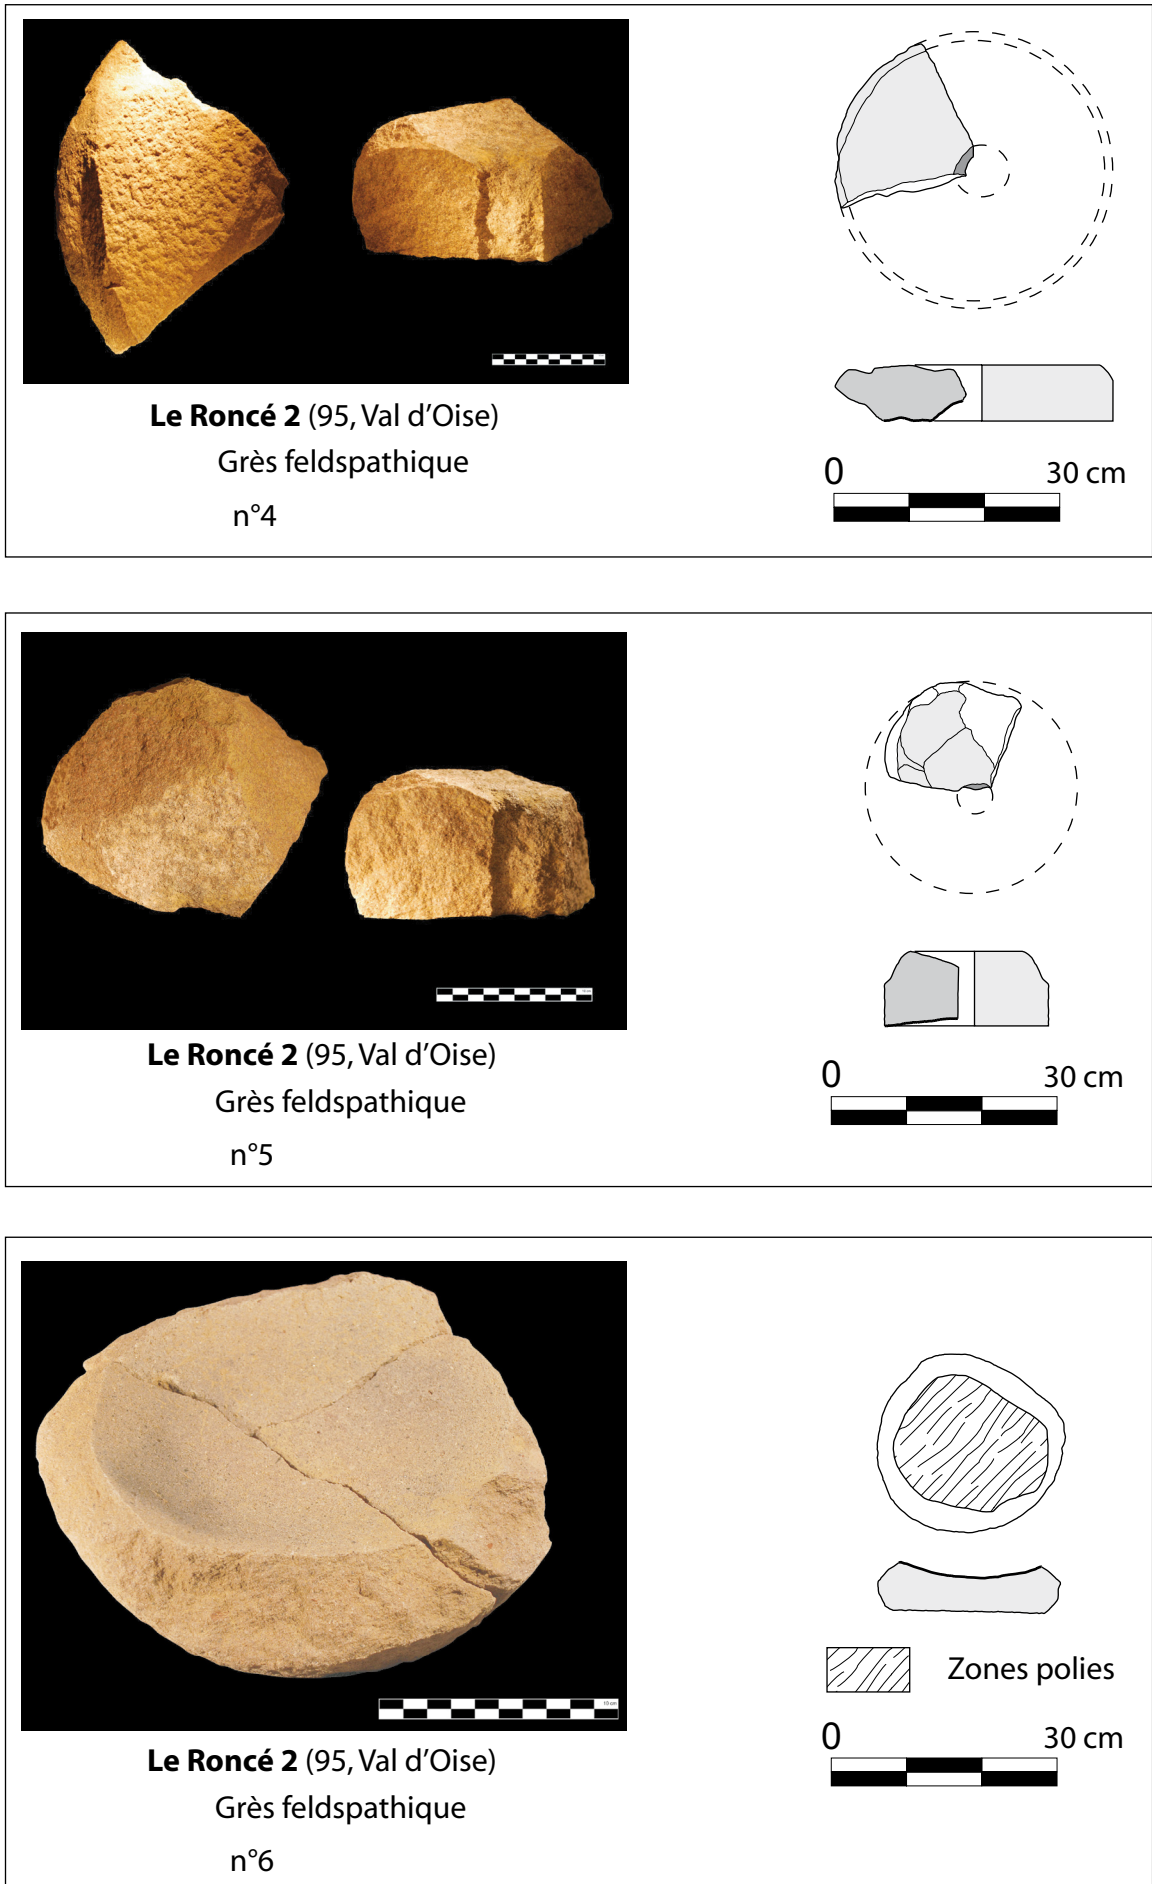 Le Roncé 2 (95, Val d'Oise)
Grès feldspathique
n°4
0 30 cm
Le Roncé 2 (95, Val d'Oise)
Grès feldspathique
n°5
0 30 cm
Zones polies
0 30 cm
Le Roncé 2 (95, Val d'Oise)
Grès feldspathique
n°6